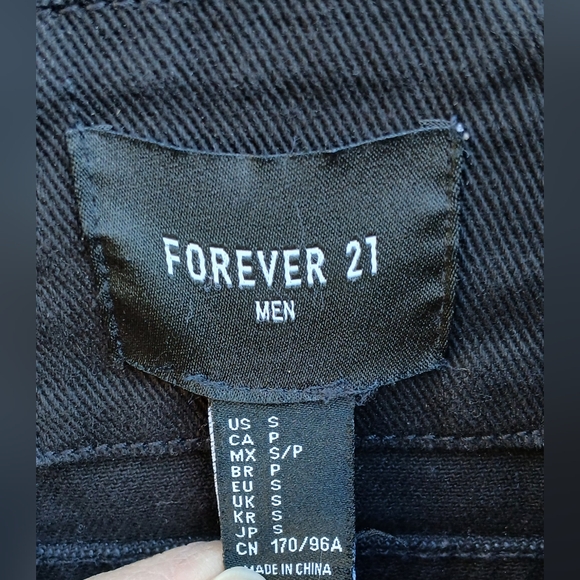 FOREVER 21
MEN
US S
CA P
MX S/P
BR P
EU S
UK S
KR S
JP S
CN 170/96A
MADE IN CHINA